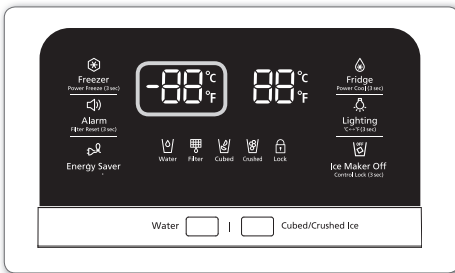 -88°C
°F
88°C
°F
Freezer
Power Freeze (3 sec)
Alarm
Filter Reset (3 sec)
Energy Saver
Fridge
Power Cool (3 sec)
Lighting
°C↔°F (3 sec)
OFF
Ice Maker Off
Control Lock (3 sec)
Water
Filter
Cubed
Crushed
Lock
Water
Cubed/Crushed Ice